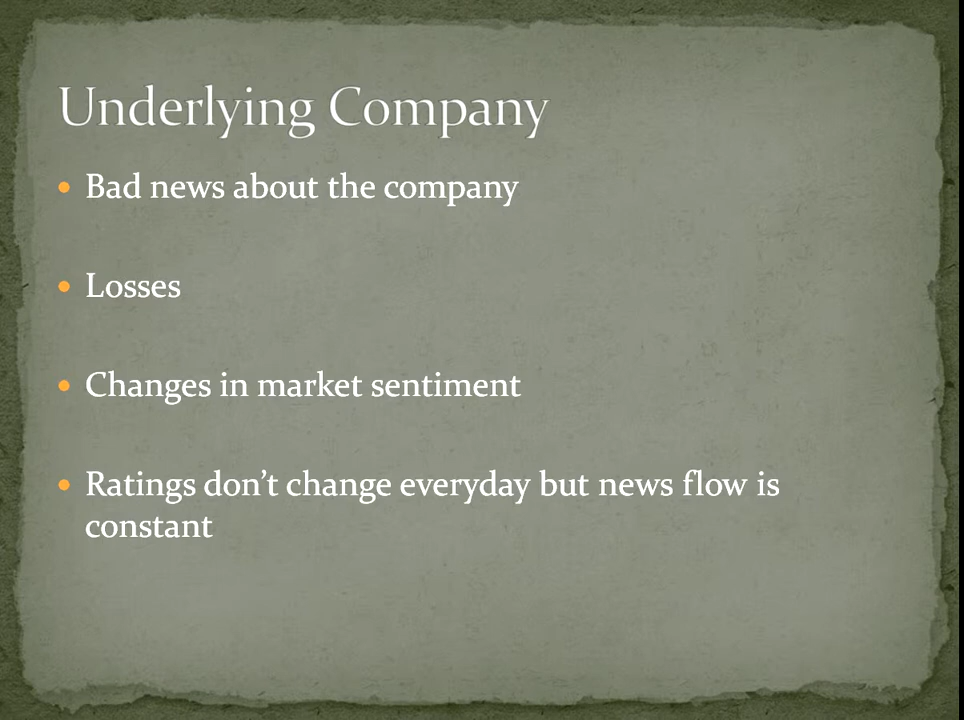 Underlying Company
• Bad news about the company
• Losses
• Changes in market sentiment
• Ratings don’t change everyday but news flow is
constant